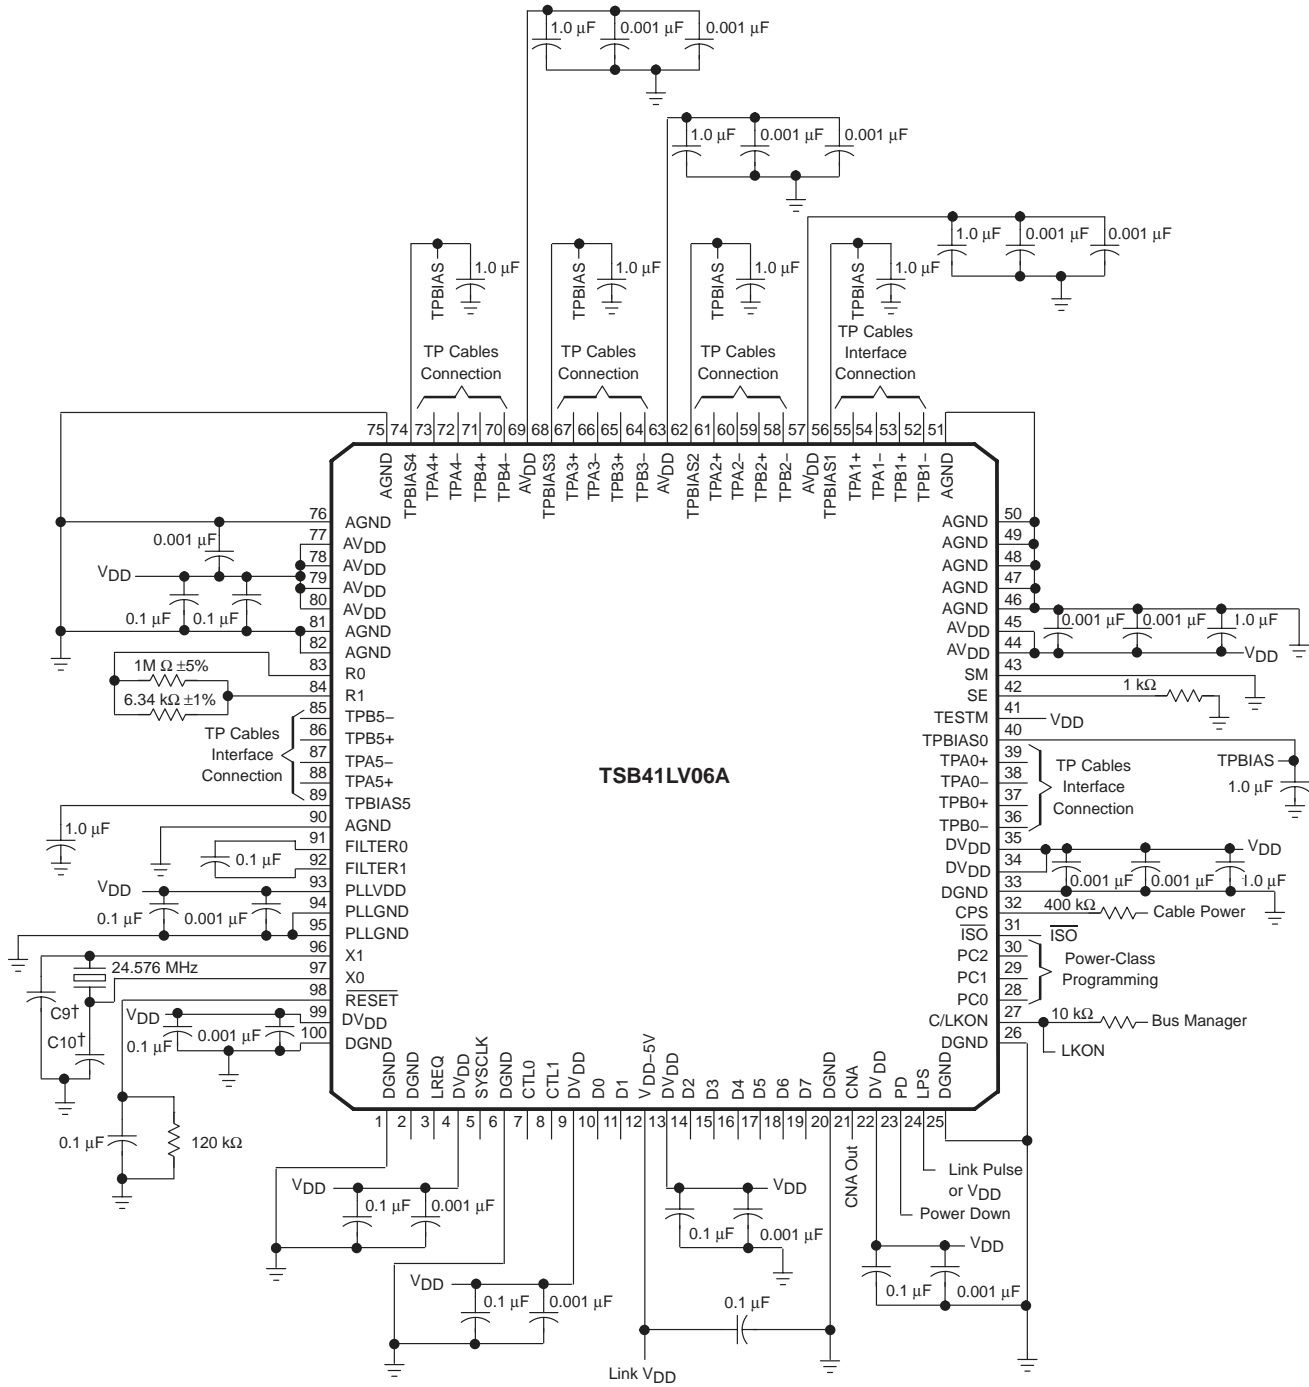 1.0 µF 0.001 µF 0.001 µF
1.0 µF 0.001 µF 0.001 µF
1.0 µF 0.001 µF 0.001 µF
TPBIAS 1.0 µF TPBIAS 1.0 µF TPBIAS 1.0 µF TPBIAS 1.0 µF
TP Cables
Connection
TP Cables
Connection
TP Cables
Connection
TP Cables
Interface
Connection
75 74 73 72 71 70 69 68 67 66 65 64 63 62 61 60 59 58 57 56 55 54 53 52 51
AGND TPBIAS4 TPA4+ TPA4− TPB4+ TPB4− AVDD TPBIAS3 TPA3+ TPA3− TPB3+ TPB3− AVDD TPBIAS2 TPA2+ TPA2− TPB2+ TPB2− AVDD TPBIAS1 TPA1+ TPA1− TPB1+ TPB1− AGND
76 AGND
77 AVDD
78 AVDD
79 AVDD
80 AVDD
81 AGND
82 AGND
83 R0
84 R1
85 TPB5−
86 TPB5+
87 TPA5−
88 TPA5+
89 TPBIAS5
90 AGND
91 FILTER0
92 FILTER1
93 PLLVDD
94 PLLGND
95 PLLGND
96 X1
97 X0
98 RESET
99 DVDD
100 DGND
0.001 µF
VDD
0.1 µF 0.1 µF
1M Ω ±5%
6.34 kΩ ±1%
TP Cables
Interface
Connection
1.0 µF
0.1 µF
VDD
0.1 µF 0.001 µF
24.576 MHz
C9†
C10†
VDD
0.1 µF 0.001 µF
0.1 µF 120 kΩ
TSB41LV06A
AGND 50
AGND 49
AGND 48
AGND 47
AGND 46
AVDD 45
AVDD 44
SM 43
SE 42
TESTM 41
TPBIAS0 40
TPA0+ 39
TPA0− 38
TPB0+ 37
TPB0− 36
DVDD 35
DVDD 34
DGND 33
CPS 32
ISO 31
PC2 30
PC1 29
PC0 28
C/LKON 27
DGND 26
0.001 µF 0.001 µF 1.0 µF
VDD
1 kΩ
VDD
TPBIAS
1.0 µF
TP Cables
Interface
Connection
VDD
0.001 µF 0.001 µF 1.0 µF
400 kΩ Cable Power
ISO
Power-Class
Programming
10 kΩ Bus Manager
LKON
DGND DGND LREQ DVDD SYSCLK DGND CTL0 CTL1 DVDD D0 D1 VDD−5V DVDD D2 D3 D4 D5 D6 D7 DGND CNA DVDD PD LPS DGND
1 2 3 4 5 6 7 8 9 10 11 12 13 14 15 16 17 18 19 20 21 22 23 24 25
VDD
0.1 µF 0.001 µF
VDD
0.1 µF 0.001 µF
VDD
0.1 µF 0.001 µF
CNA Out
Link Pulse
or VDD
Power Down
VDD
0.1 µF 0.001 µF
0.1 µF
Link VDD